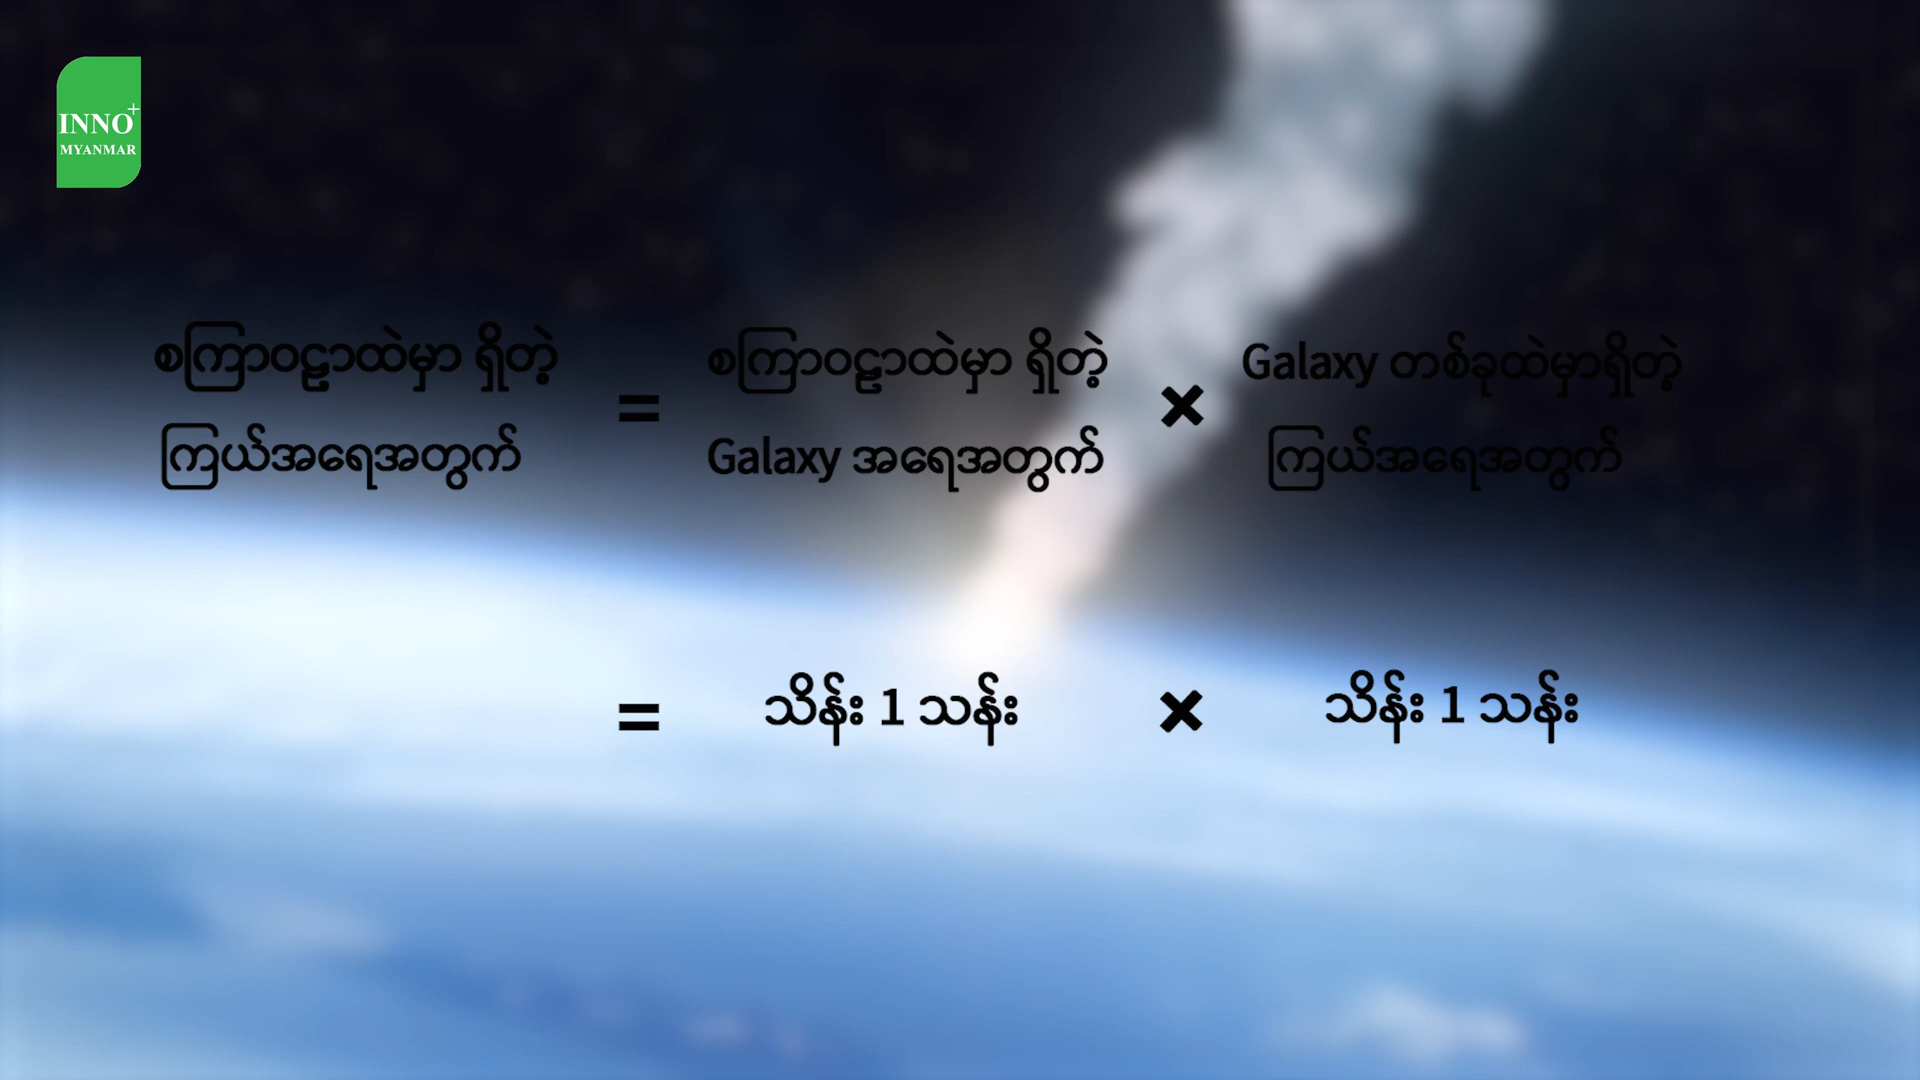 INNO+
MYANMAR
စကြာဝဠာထဲမှာ ရှိတဲ့
ကြယ်အရေအတွက်
=
စကြာဝဠာထဲမှာ ရှိတဲ့
Galaxy အရေအတွက်
×
Galaxy တစ်ခုထဲမှာရှိတဲ့
ကြယ်အရေအတွက်
= သိန်း 1 သန်း × သိန်း 1 သန်း